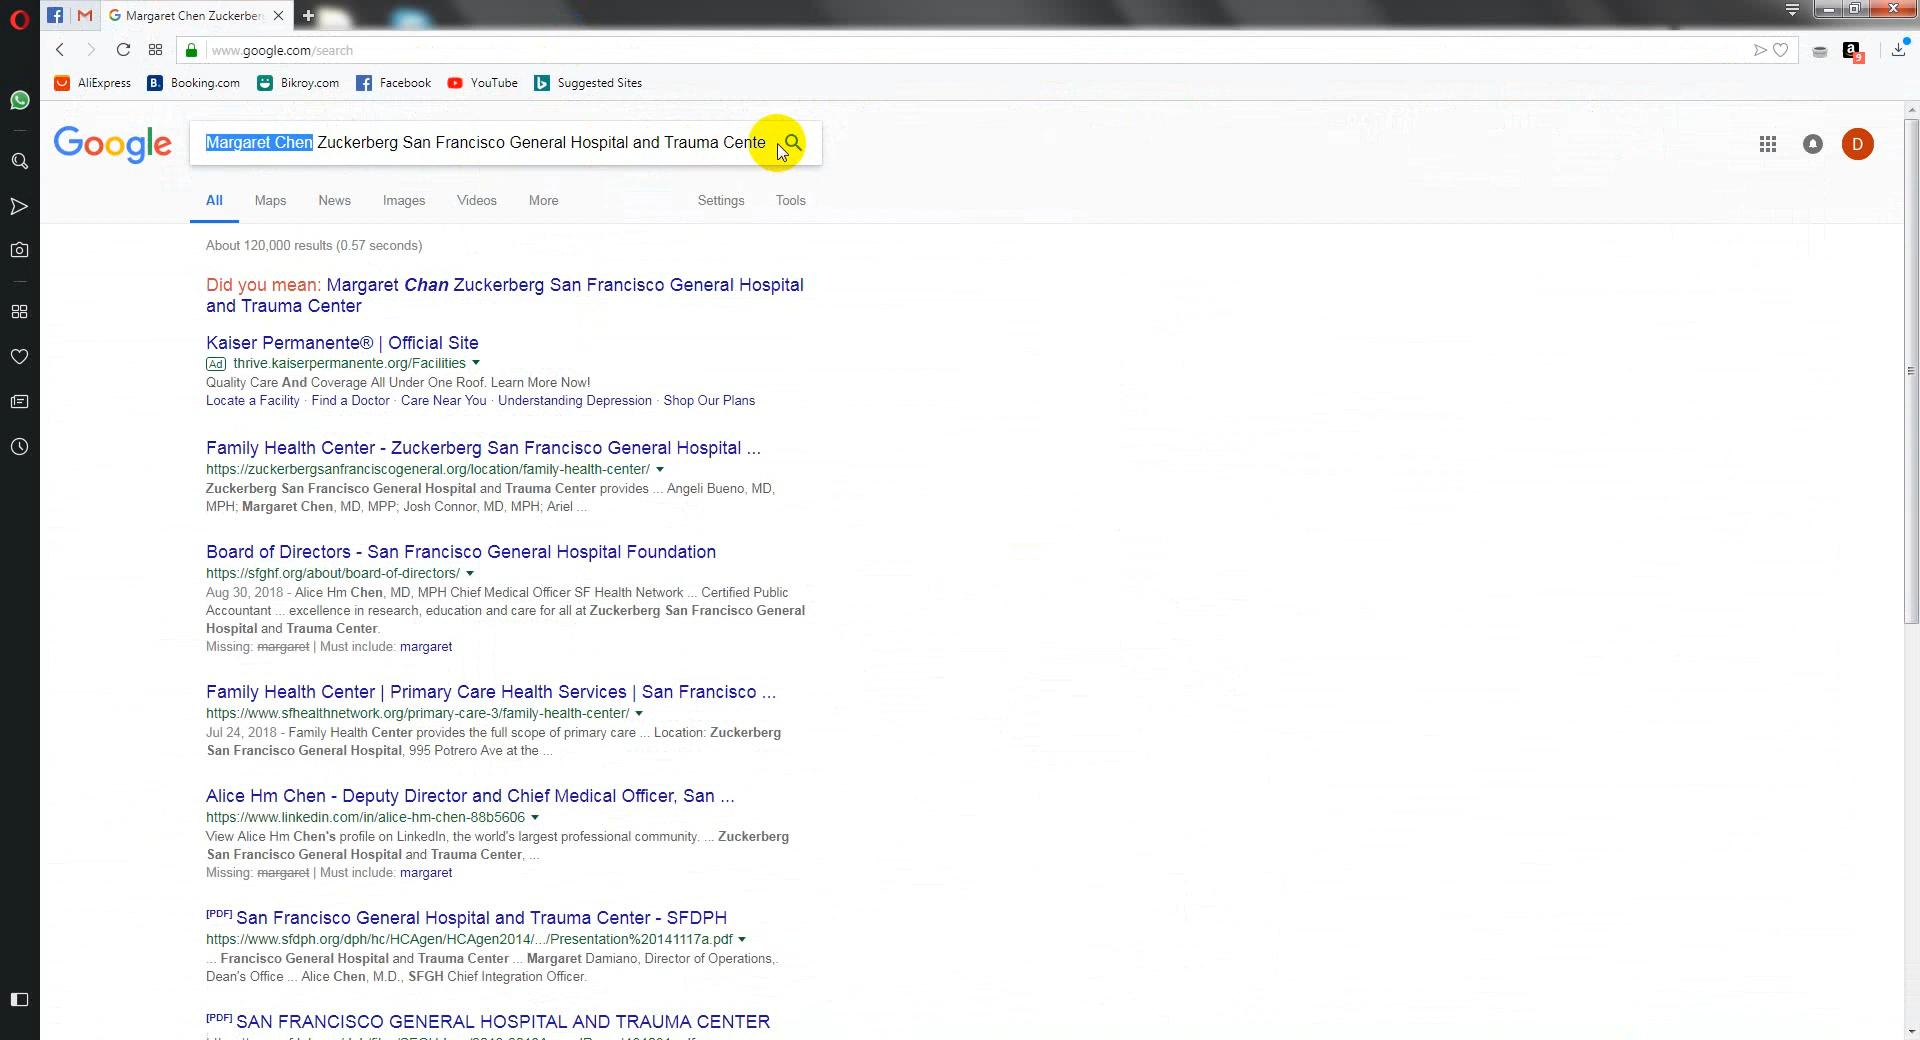 Margaret Chen Zuckerber
www.google.com/search
a
9
AliExpress B. Booking.com Bikroy.com Facebook YouTube Suggested Sites
Google
Margaret Chen Zuckerberg San Francisco General Hospital and Trauma Cente
D
All Maps News Images Videos More Settings Tools
About 120,000 results (0.57 seconds)
Did you mean: Margaret Chan Zuckerberg San Francisco General Hospital
and Trauma Center
Kaiser Permanente® | Official Site
Ad thrive.kaiserpermanente.org/Facilities
Quality Care And Coverage All Under One Roof. Learn More Now!
Locate a Facility · Find a Doctor · Care Near You · Understanding Depression · Shop Our Plans
Family Health Center - Zuckerberg San Francisco General Hospital ...
https://zuckerbergsanfranciscogeneral.org/location/family-health-center/
Zuckerberg San Francisco General Hospital and Trauma Center provides ... Angeli Bueno, MD,
MPH; Margaret Chen, MD, MPP; Josh Connor, MD, MPH; Ariel ...
Board of Directors - San Francisco General Hospital Foundation
https://sfghf.org/about/board-of-directors/
Aug 30, 2018 - Alice Hm Chen, MD, MPH Chief Medical Officer SF Health Network ... Certified Public
Accountant ... excellence in research, education and care for all at Zuckerberg San Francisco General
Hospital and Trauma Center.
Missing: margaret | Must include: margaret
Family Health Center | Primary Care Health Services | San Francisco ...
https://www.sfhealthnetwork.org/primary-care-3/family-health-center/
Jul 24, 2018 - Family Health Center provides the full scope of primary care ... Location: Zuckerberg
San Francisco General Hospital, 995 Potrero Ave at the ...
Alice Hm Chen - Deputy Director and Chief Medical Officer, San ...
https://www.linkedin.com/in/alice-hm-chen-88b5606
View Alice Hm Chen's profile on LinkedIn, the world's largest professional community. ... Zuckerberg
San Francisco General Hospital and Trauma Center, ...
Missing: margaret | Must include: margaret
[PDF] San Francisco General Hospital and Trauma Center - SFDPH
https://www.sfdph.org/dph/hc/HCAgen/HCAgen2014/.../Presentation%20141117a.pdf
... Francisco General Hospital and Trauma Center ... Margaret Damiano, Director of Operations,.
Dean's Office ... Alice Chen, M.D., SFGH Chief Integration Officer.
[PDF] SAN FRANCISCO GENERAL HOSPITAL AND TRAUMA CENTER